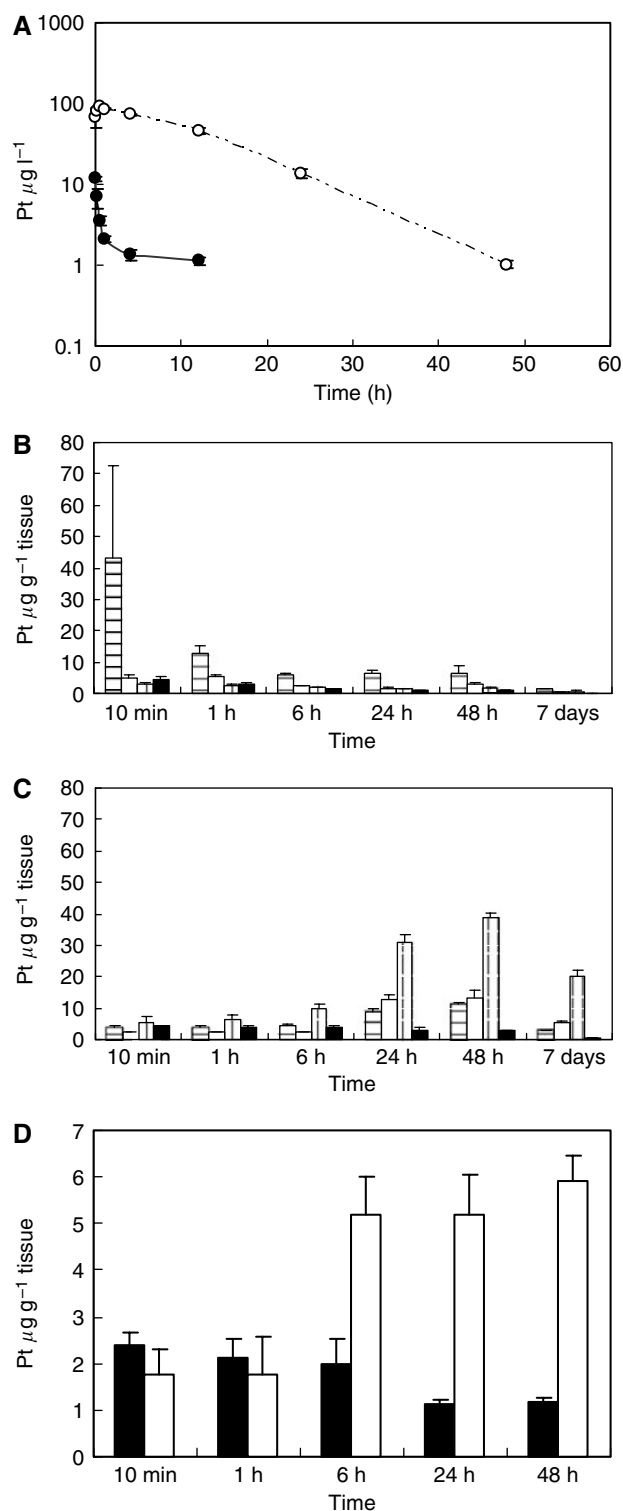 A
1000
100
10
1
0.1
Pt µg l⁻¹
0 10 20 30 40 50 60
Time (h)
B
80
70
60
50
40
30
20
10
0
Pt µg g⁻¹ tissue
10 min 1 h 6 h 24 h 48 h 7 days
Time
C
80
70
60
50
40
30
20
10
0
Pt µg g⁻¹ tissue
10 min 1 h 6 h 24 h 48 h 7 days
Time
D
7
6
5
4
3
2
1
0
Pt µg g⁻¹ tissue
10 min 1 h 6 h 24 h 48 h
Time